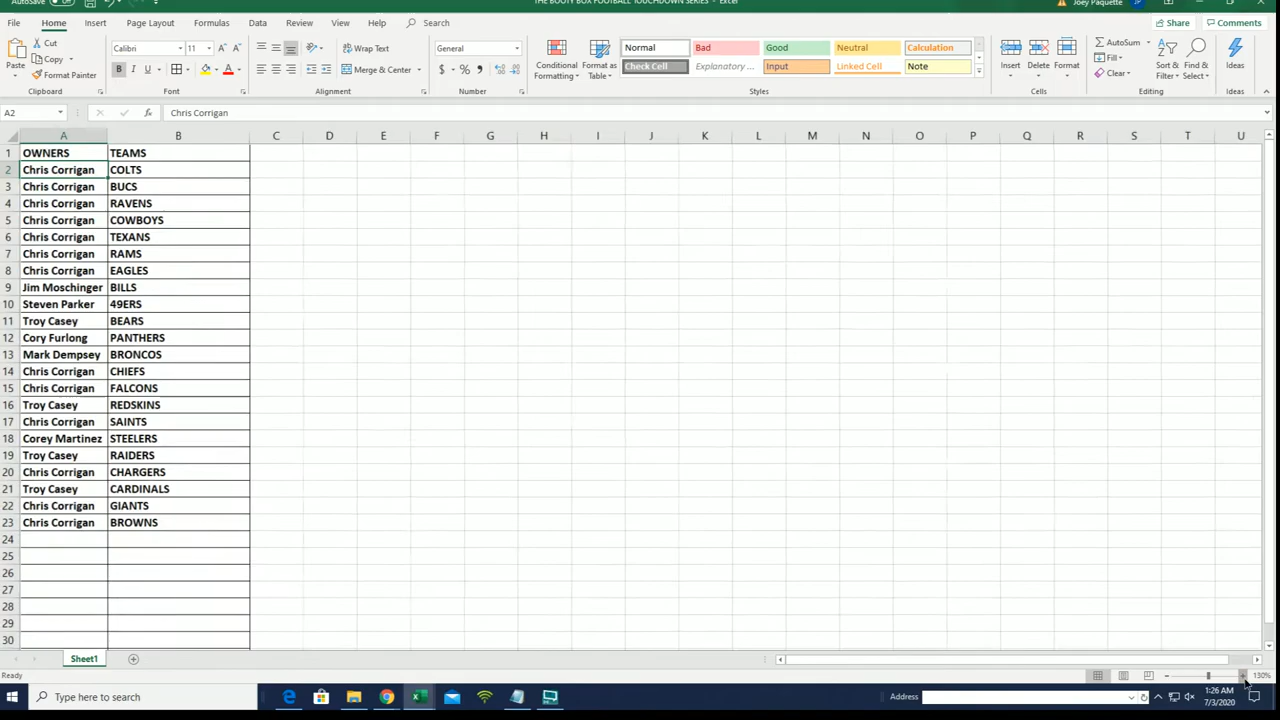 AutoSave
THE BOOTY BOX FOOTBALL TOUCHDOWN SERIES - Excel
Joey Paquette
JP
File Home Insert Page Layout Formulas Data Review View Help Search
Share Comments
Paste
Cut
Copy
Format Painter
Clipboard
Calibri 11
B I U
Font
Wrap Text
Merge & Center
Alignment
General
$ % ,
Number
Conditional Formatting
Format as Table
Normal Bad Good Neutral Calculation
Check Cell Explanatory ... Input Linked Cell Note
Styles
Insert Delete Format
Cells
AutoSum
Fill
Clear
Sort & Filter
Find & Select
Editing
Ideas
Ideas
A2 fx Chris Corrigan
A B C D E F G H I J K L M N O P Q R S T U
1 OWNERS TEAMS
2 Chris Corrigan COLTS
3 Chris Corrigan BUCS
4 Chris Corrigan RAVENS
5 Chris Corrigan COWBOYS
6 Chris Corrigan TEXANS
7 Chris Corrigan RAMS
8 Chris Corrigan EAGLES
9 Jim Moschinger BILLS
10 Steven Parker 49ERS
11 Troy Casey BEARS
12 Cory Furlong PANTHERS
13 Mark Dempsey BRONCOS
14 Chris Corrigan CHIEFS
15 Chris Corrigan FALCONS
16 Troy Casey REDSKINS
17 Chris Corrigan SAINTS
18 Corey Martinez STEELERS
19 Troy Casey RAIDERS
20 Chris Corrigan CHARGERS
21 Troy Casey CARDINALS
22 Chris Corrigan GIANTS
23 Chris Corrigan BROWNS
24
25
26
27
28
29
30
Sheet1
Ready
130%
Type here to search
Address
1:26 AM
7/3/2020